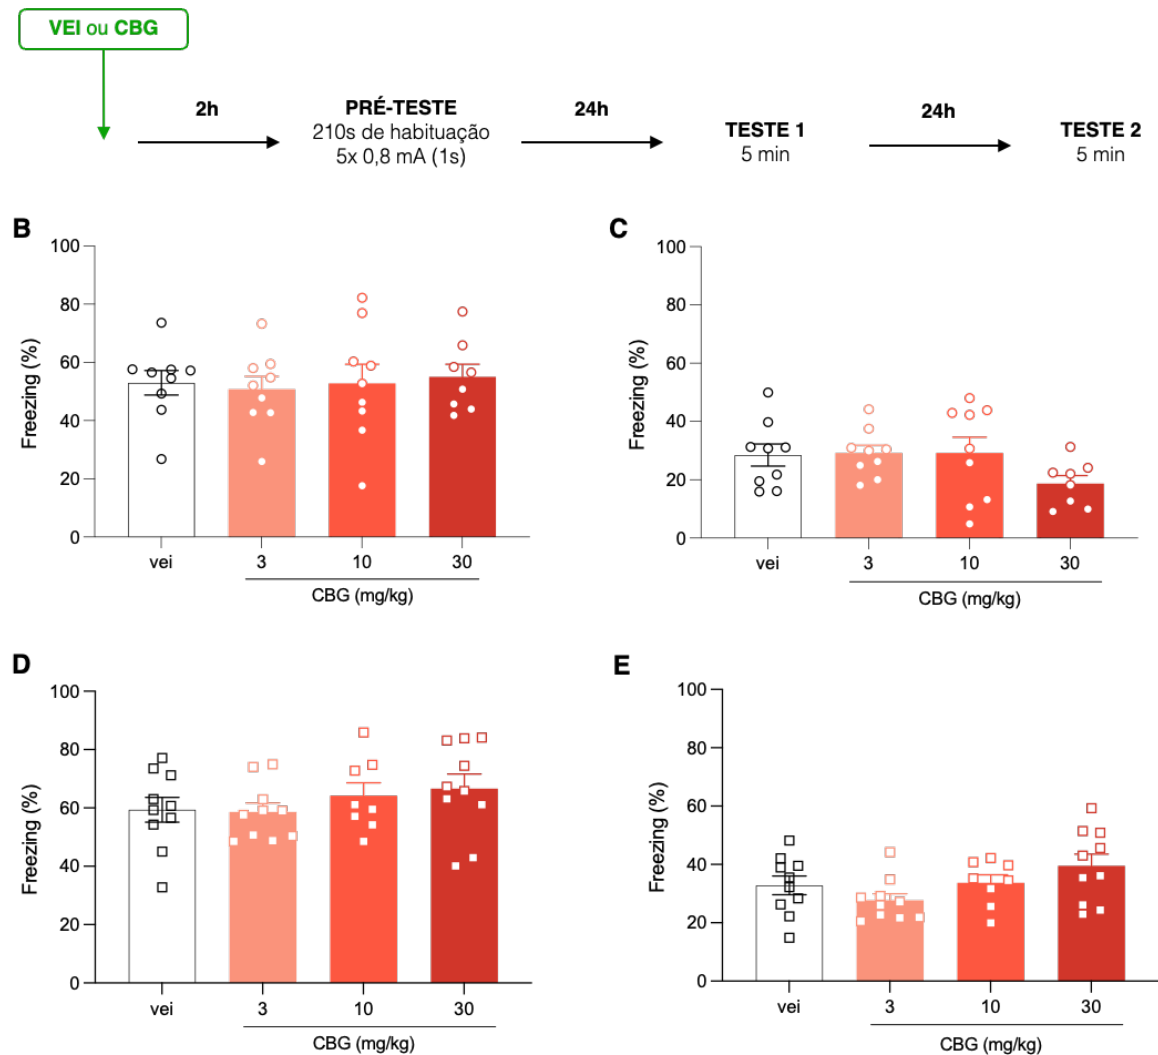 VEI ou CBG
2h
PRÉ-TESTE
210s de habituação
5x 0,8 mA (1s)
24h
TESTE 1
5 min
24h
TESTE 2
5 min
B
Freezing (%)
100
80
60
40
20
0
vei
3
10
30
CBG (mg/kg)
C
Freezing (%)
100
80
60
40
20
0
vei
3
10
30
CBG (mg/kg)
D
Freezing (%)
100
80
60
40
20
0
vei
3
10
30
CBG (mg/kg)
E
Freezing (%)
100
80
60
40
20
0
vei
3
10
30
CBG (mg/kg)